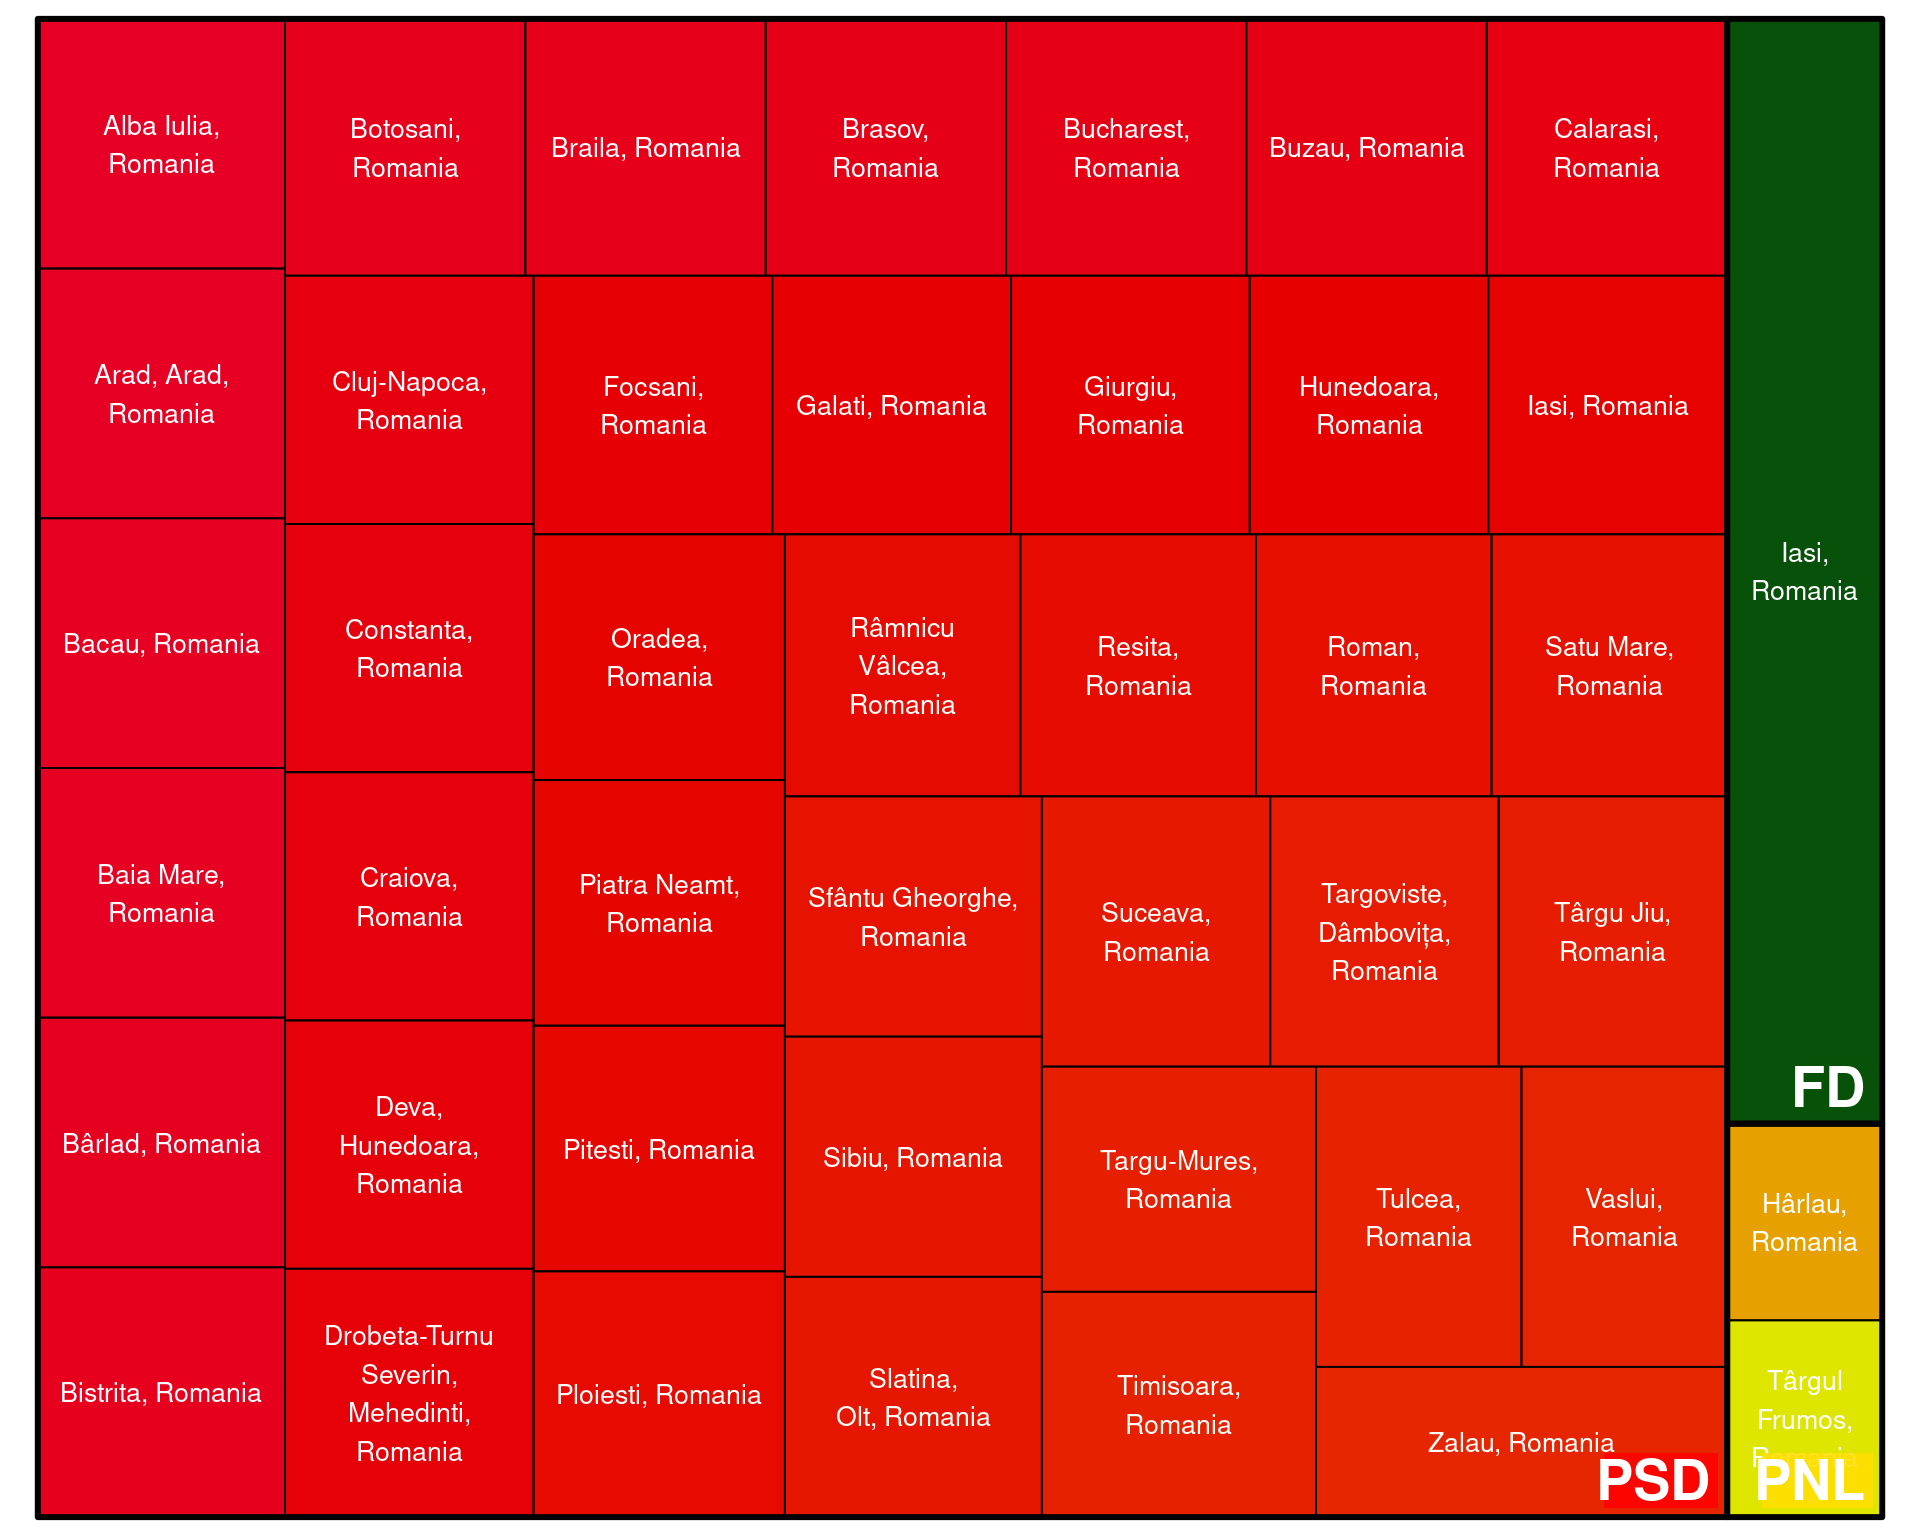 Alba Iulia,
Romania
Botosani,
Romania
Braila, Romania
Brasov,
Romania
Bucharest,
Romania
Buzau, Romania
Calarasi,
Romania
Arad, Arad,
Romania
Cluj-Napoca,
Romania
Focsani,
Romania
Galati, Romania
Giurgiu,
Romania
Hunedoara,
Romania
Iasi, Romania
Iasi,
Romania
Bacau, Romania
Constanta,
Romania
Oradea,
Romania
Râmnicu
Vâlcea,
Romania
Resita,
Romania
Roman,
Romania
Satu Mare,
Romania
Baia Mare,
Romania
Craiova,
Romania
Piatra Neamt,
Romania
Sfântu Gheorghe,
Romania
Suceava,
Romania
Targoviste,
Dâmbovița,
Romania
Târgu Jiu,
Romania
FD
Bârlad, Romania
Deva,
Hunedoara,
Romania
Pitesti, Romania
Sibiu, Romania
Targu-Mures,
Romania
Tulcea,
Romania
Vaslui,
Romania
Hârlau,
Romania
Bistrita, Romania
Drobeta-Turnu
Severin,
Mehedinti,
Romania
Ploiesti, Romania
Slatina,
Olt, Romania
Timisoara,
Romania
Zalau, Romania
PSD
Târgul
Frumos,
Romania
PNL